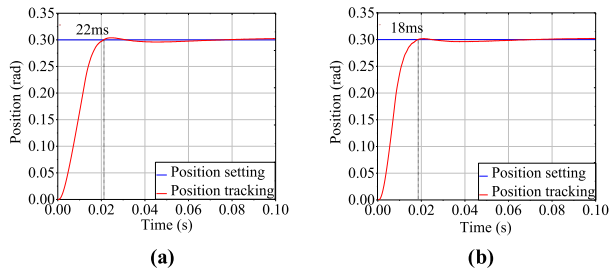 22ms
0.35
0.30
0.25
0.20
0.15
0.10
0.05
0.00
Position (rad)
Position setting
Position tracking
0.00 0.02 0.04 0.06 0.08 0.10
Time (s)
(a)
18ms
0.35
0.30
0.25
0.20
0.15
0.10
0.05
0.00
Position (rad)
Position setting
Position tracking
0.00 0.02 0.04 0.06 0.08 0.10
Time (s)
(b)